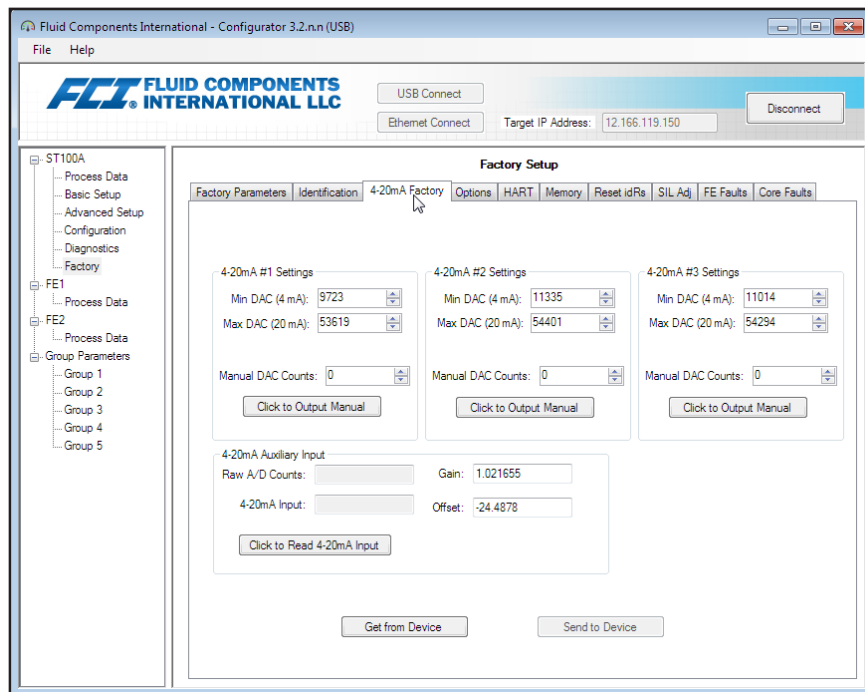 Fluid Components International - Configurator 3.2.n.n (USB)
File Help
FCI® FLUID COMPONENTS
INTERNATIONAL LLC
USB Connect
Ethernet Connect Target IP Address: 12.166.119.150
Disconnect
ST100A
Process Data
Basic Setup
Advanced Setup
Configuration
Diagnostics
Factory
FE1
Process Data
FE2
Process Data
Group Parameters
Group 1
Group 2
Group 3
Group 4
Group 5
Factory Setup
Factory Parameters Identification 4-20mA Factory Options HART Memory Reset idRs SIL Adj FE Faults Core Faults
4-20mA #1 Settings
Min DAC (4 mA): 9723
Max DAC (20 mA): 53619
Manual DAC Counts: 0
Click to Output Manual
4-20mA #2 Settings
Min DAC (4 mA): 11335
Max DAC (20 mA): 54401
Manual DAC Counts: 0
Click to Output Manual
4-20mA #3 Settings
Min DAC (4 mA): 11014
Max DAC (20 mA): 54294
Manual DAC Counts: 0
Click to Output Manual
4-20mA Auxiliary Input
Raw A/D Counts: Gain: 1.021655
4-20mA Input: Offset: -24.4878
Click to Read 4-20mA Input
Get from Device Send to Device